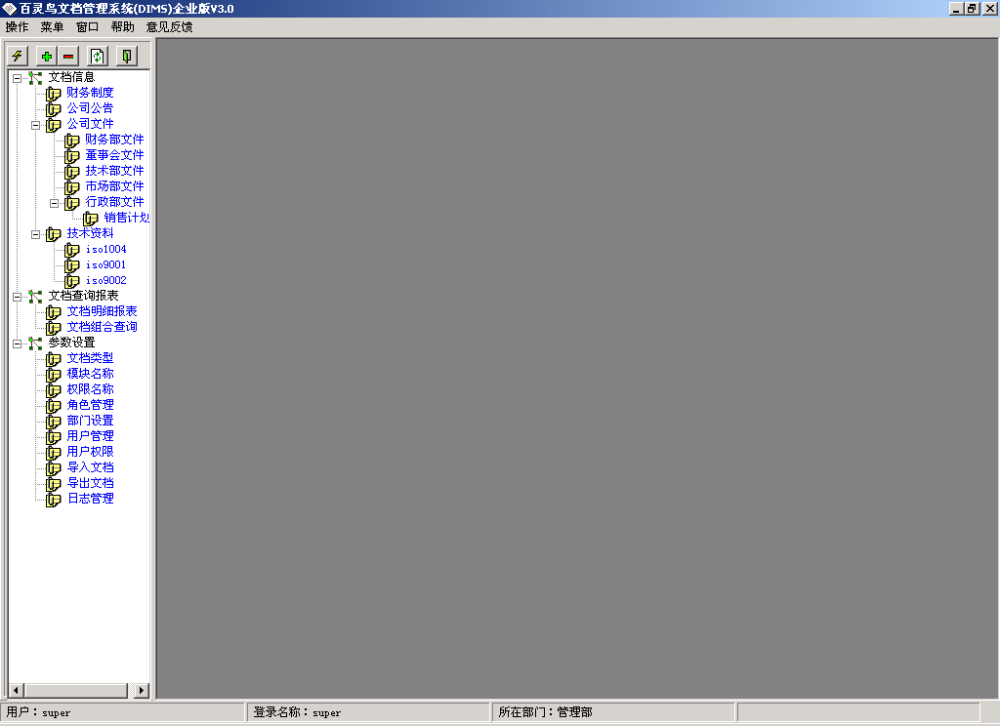 百灵鸟文档管理系统(DIMS)企业版V3.0
操作 菜单 窗口 帮助 意见反馈
文档信息
财务制度
公司公告
公司文件
财务部文件
董事会文件
技术部文件
市场部文件
行政部文件
销售计划
技术资料
iso1004
iso9001
iso9002
文档查询报表
文档明细报表
文档组合查询
参数设置
文档类型
模块名称
权限名称
角色管理
部门设置
用户管理
用户权限
导入文档
导出文档
日志管理
用户：super 登录名称：super 所在部门：管理部